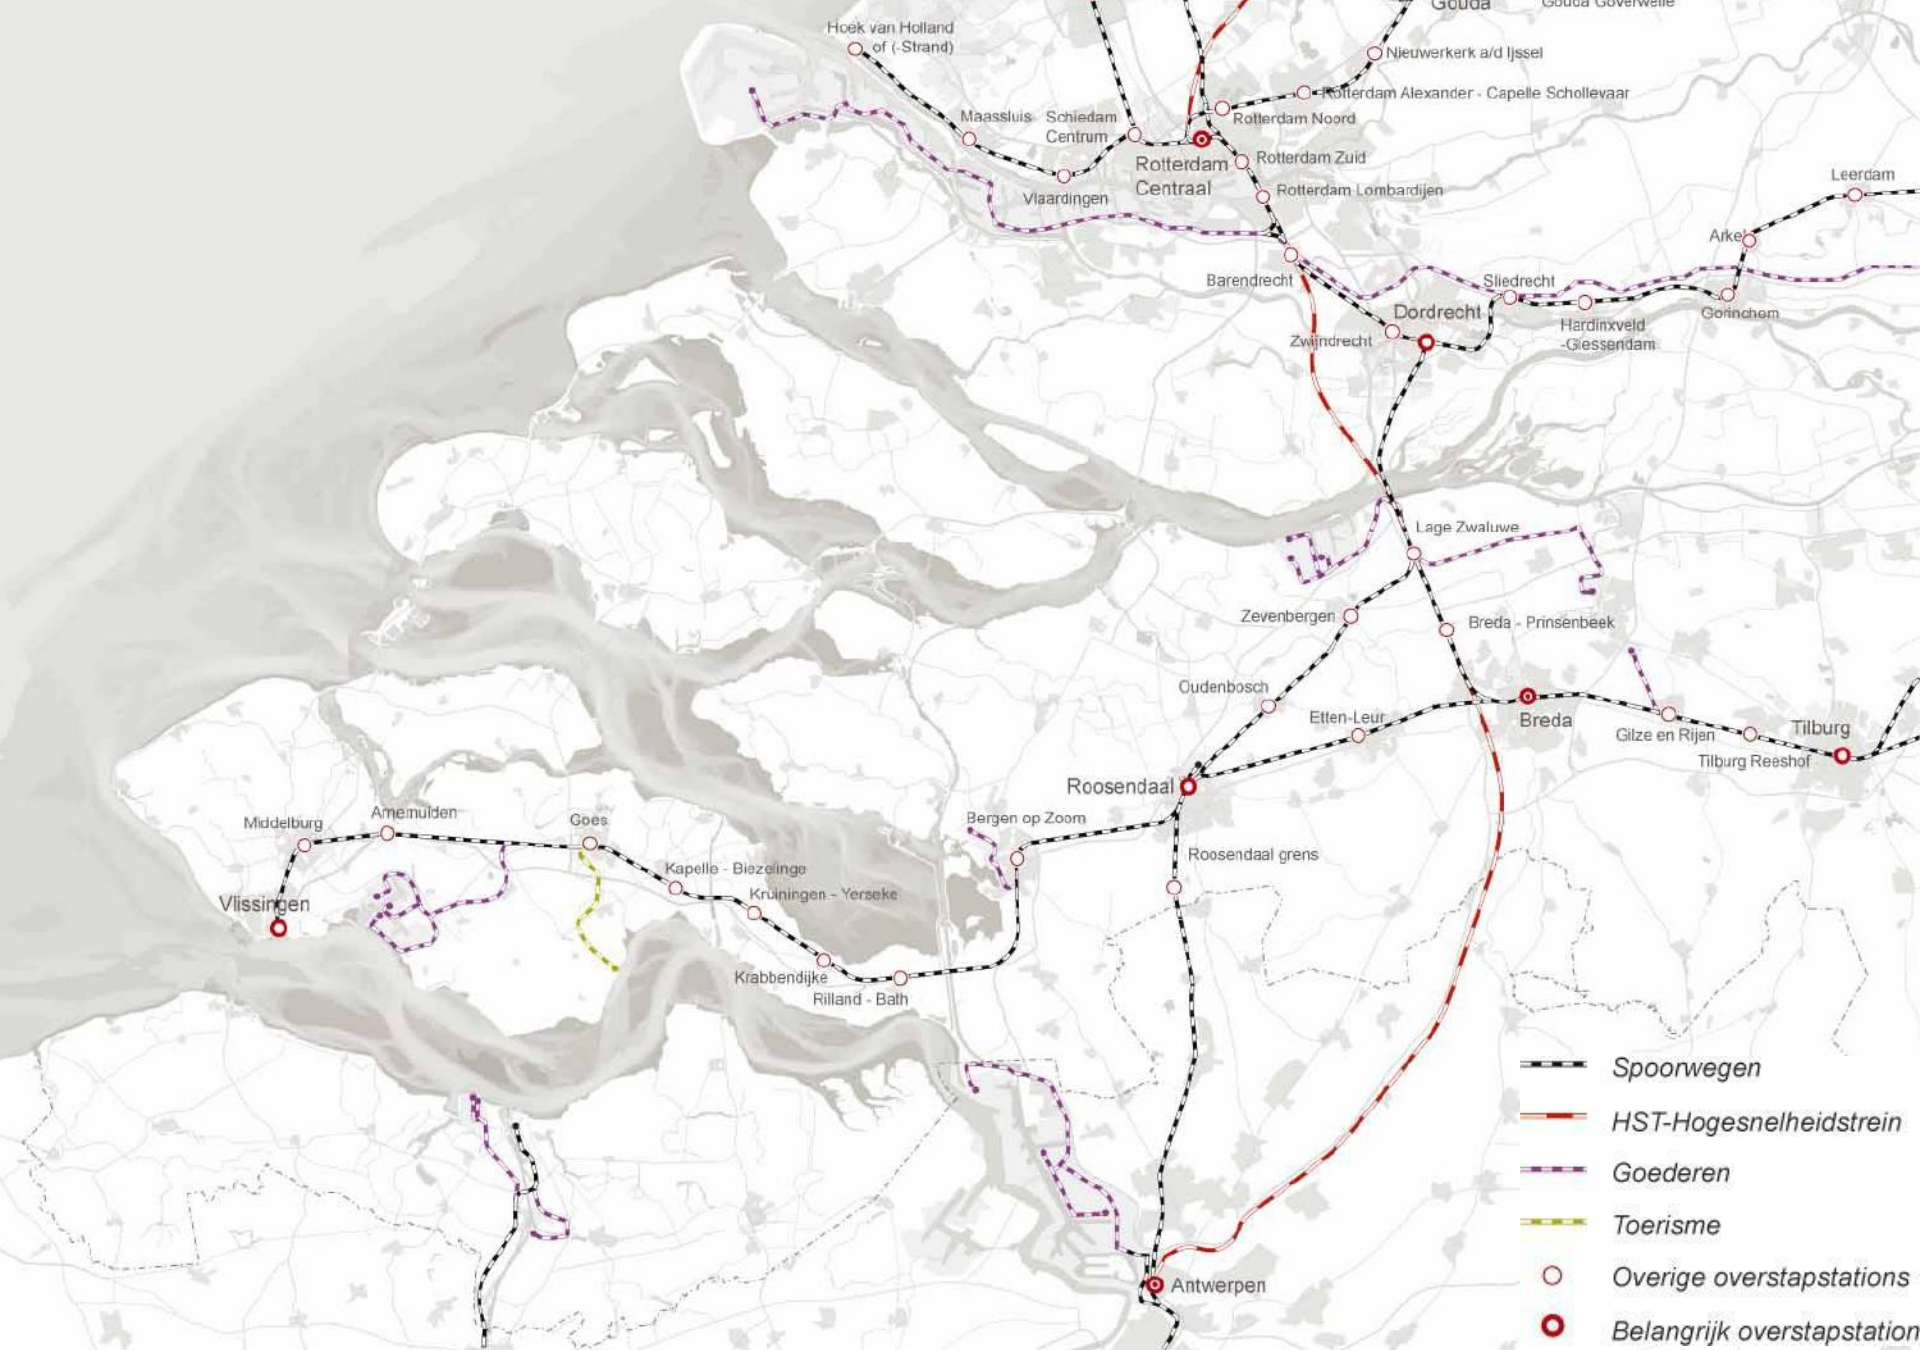 Gouda
Gouda Goverwelle
Hoek van Holland
of (-Strand)
Nieuwerkerk a/d Ijssel
Rotterdam Alexander - Capelle Schollevaar
Maassluis
Schiedam
Centrum
Rotterdam Noord
Rotterdam
Centraal
Rotterdam Zuid
Vlaardingen
Rotterdam Lombardijen
Leerdam
Arkel
Barendrecht
Sliedrecht
Dordrecht
Gorinchem
Zwijndrecht
Hardinxveld
-Giessendam
Lage Zwaluwe
Zevenbergen
Breda - Prinsenbeek
Oudenbosch
Etten-Leur
Breda
Gilze en Rijen
Tilburg
Tilburg Reeshof
Roosendaal
Middelburg
Arnemuiden
Goes
Bergen op Zoom
Roosendaal grens
Kapelle - Biezelinge
Kruiningen - Yerseke
Vlissingen
Krabbendijke
Rilland - Bath
Antwerpen
Spoorwegen
HST-Hogesnelheidstrein
Goederen
Toerisme
Overige overstapstations
Belangrijk overstapstation